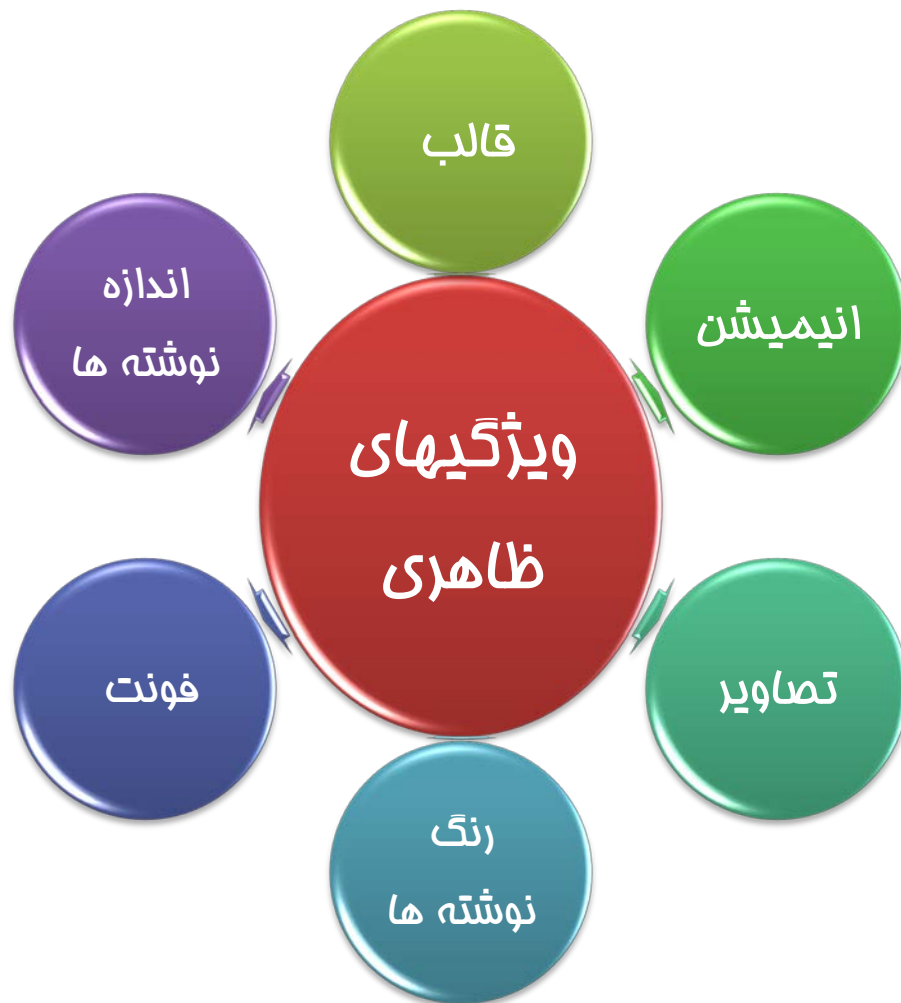 قالب
انیمیشن
اندازه
نوشته ها
ویژگیهای
ظاهری
تصاویر
فونت
رنگ
نوشته ها